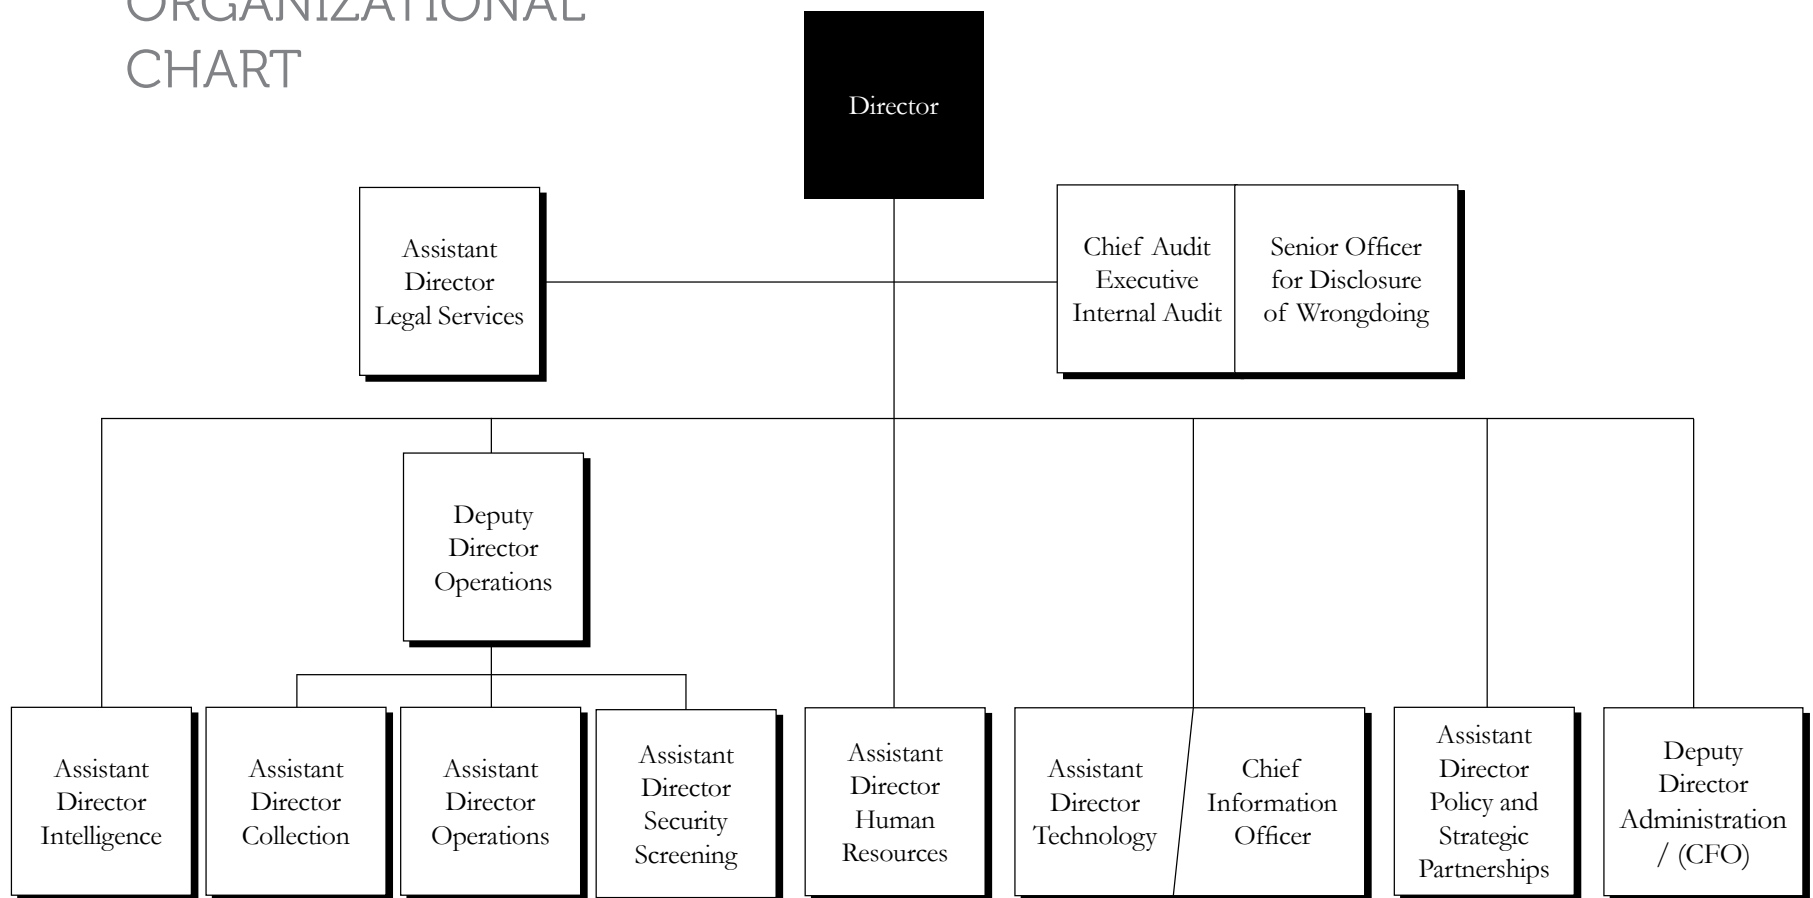 ORGANIZATIONAL
CHART
Director
Assistant
Director
Legal Services
Chief Audit
Executive
Internal Audit
Senior Officer
for Disclosure
of Wrongdoing
Deputy
Director
Operations
Assistant
Director
Intelligence
Assistant
Director
Collection
Assistant
Director
Operations
Assistant
Director
Security
Screening
Assistant
Director
Human
Resources
Assistant
Director
Technology
Chief
Information
Officer
Assistant
Director
Policy and
Strategic
Partnerships
Deputy
Director
Administration
/ (CFO)